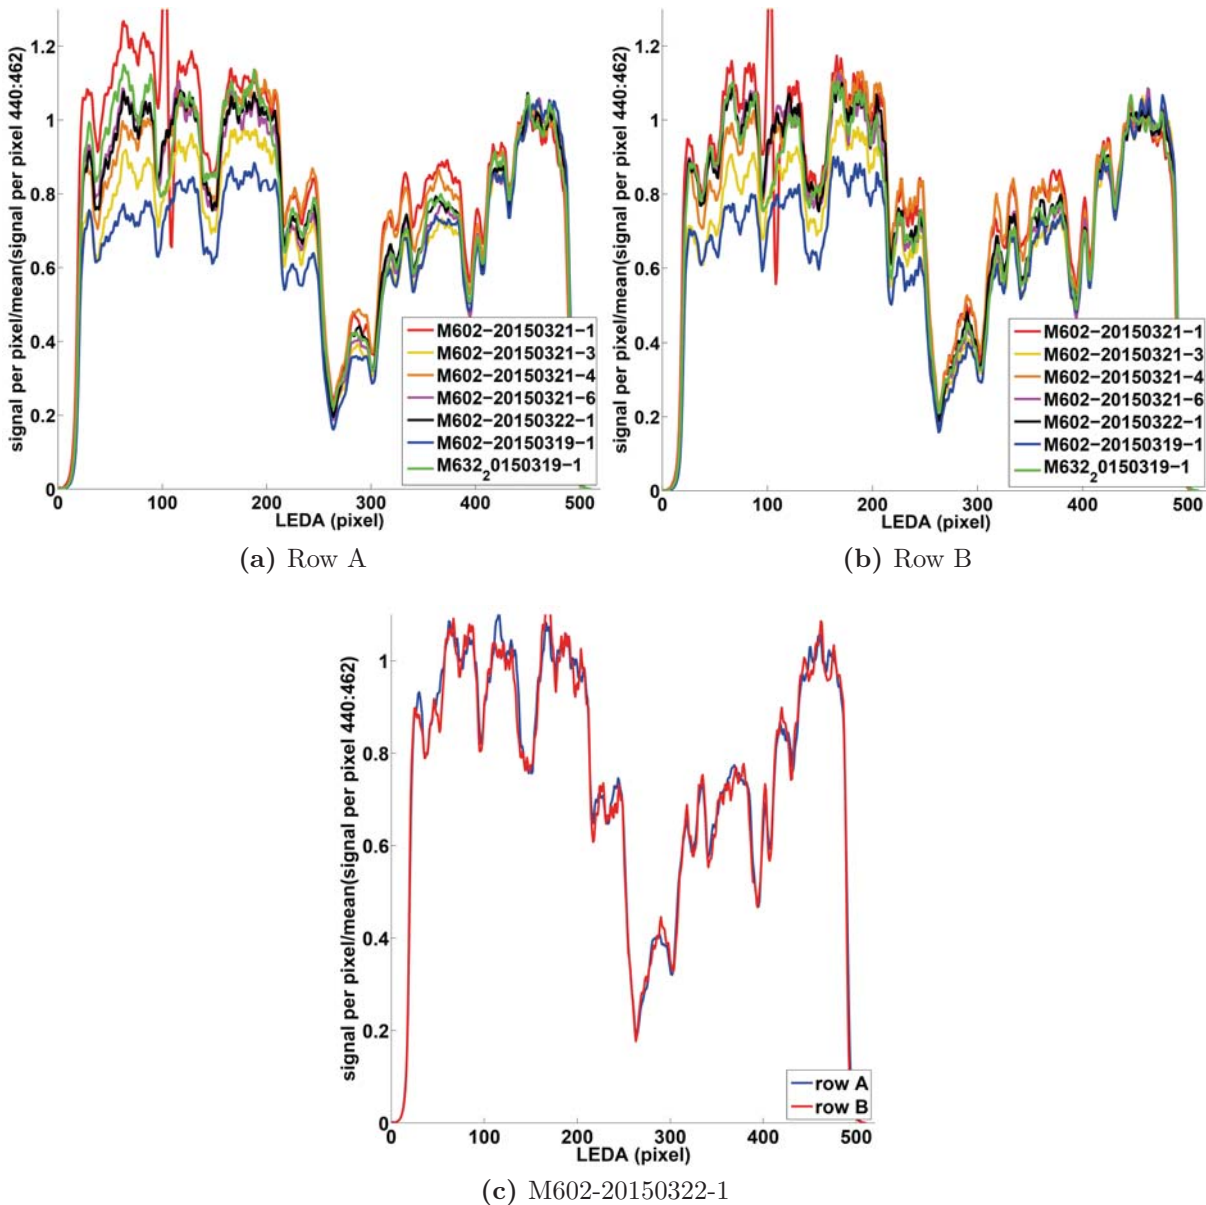 signal per pixel/mean(signal per pixel 440:462)
1.2
1
0.8
0.6
0.4
0.2
0
0 100 200 300 400 500
LEDA (pixel)
M602-20150321-1
M602-20150321-3
M602-20150321-4
M602-20150321-6
M602-20150322-1
M602-20150319-1
M632₂0150319-1
(a) Row A
signal per pixel/mean(signal per pixel 440:462)
1.2
1
0.8
0.6
0.4
0.2
0
0 100 200 300 400 500
LEDA (pixel)
M602-20150321-1
M602-20150321-3
M602-20150321-4
M602-20150321-6
M602-20150322-1
M602-20150319-1
M632₂0150319-1
(b) Row B
signal per pixel/mean(signal per pixel 440:462)
1
0.8
0.6
0.4
0.2
0
0 100 200 300 400 500
LEDA (pixel)
row A
row B
(c) M602-20150322-1